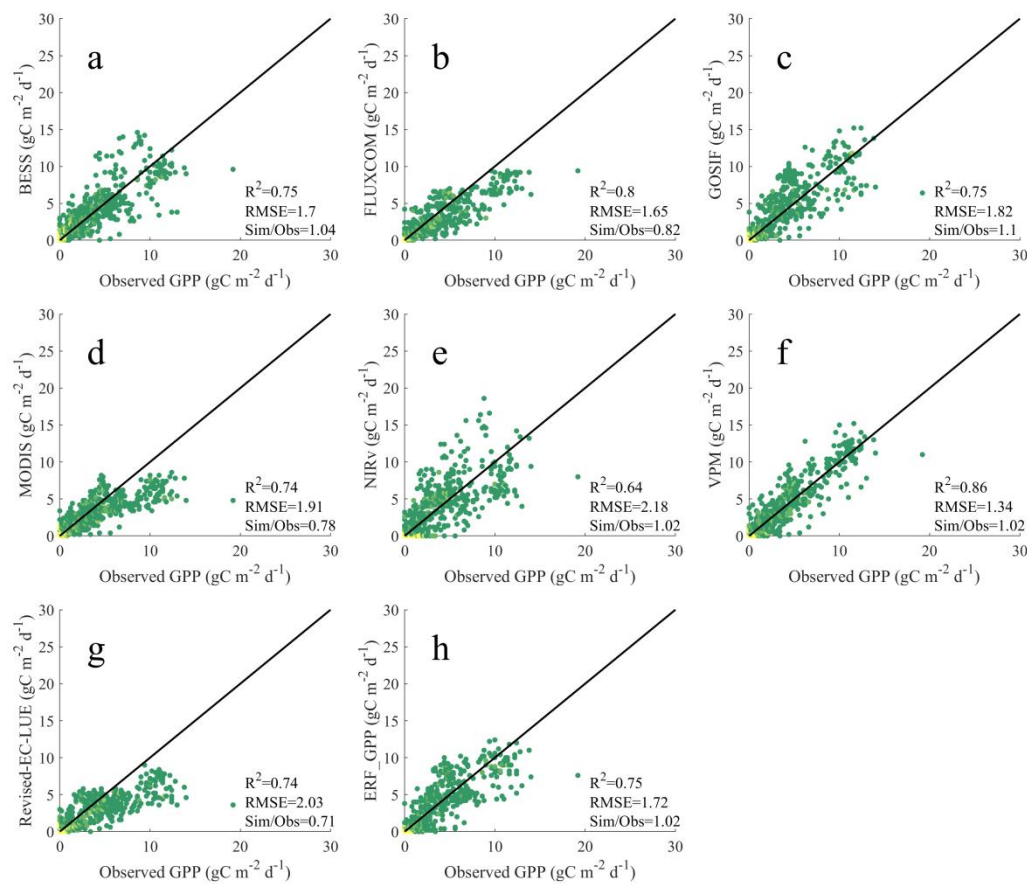 a
BESS (gC m⁻² d⁻¹)
30
25
20
15
10
5
0
R²=0.75
RMSE=1.7
Sim/Obs=1.04
0 10 20 30
Observed GPP (gC m⁻² d⁻¹)
b
FLUXCOM (gC m⁻² d⁻¹)
30
25
20
15
10
5
0
R²=0.8
RMSE=1.65
Sim/Obs=0.82
0 10 20 30
Observed GPP (gC m⁻² d⁻¹)
c
GOSIF (gC m⁻² d⁻¹)
30
25
20
15
10
5
0
R²=0.75
RMSE=1.82
Sim/Obs=1.1
0 10 20 30
Observed GPP (gC m⁻² d⁻¹)
d
MODIS (gC m⁻² d⁻¹)
30
25
20
15
10
5
0
R²=0.74
RMSE=1.91
Sim/Obs=0.78
0 10 20 30
Observed GPP (gC m⁻² d⁻¹)
e
NIRv (gC m⁻² d⁻¹)
30
25
20
15
10
5
0
R²=0.64
RMSE=2.18
Sim/Obs=1.02
0 10 20 30
Observed GPP (gC m⁻² d⁻¹)
f
VPM (gC m⁻² d⁻¹)
30
25
20
15
10
5
0
R²=0.86
RMSE=1.34
Sim/Obs=1.02
0 10 20 30
Observed GPP (gC m⁻² d⁻¹)
g
Revised-EC-LUE (gC m⁻² d⁻¹)
30
25
20
15
10
5
0
R²=0.74
RMSE=2.03
Sim/Obs=0.71
0 10 20 30
Observed GPP (gC m⁻² d⁻¹)
h
ERF_GPP (gC m⁻² d⁻¹)
30
25
20
15
10
5
0
R²=0.75
RMSE=1.72
Sim/Obs=1.02
0 10 20 30
Observed GPP (gC m⁻² d⁻¹)